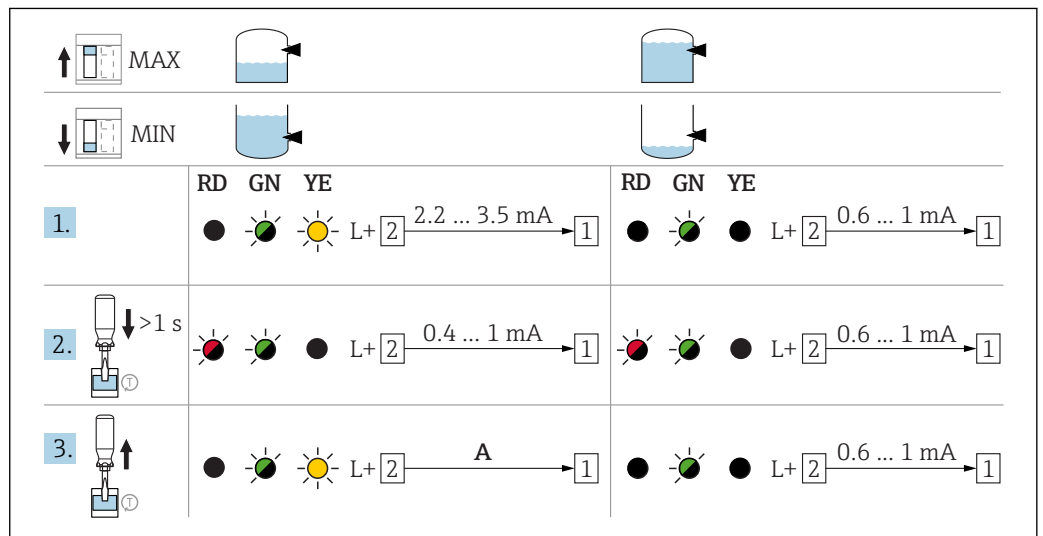 MAX
MIN
RD GN YE RD GN YE
1. L+ 2 2.2 ... 3.5 mA 1 L+ 2 0.6 ... 1 mA 1
2. >1 s T L+ 2 0.4 ... 1 mA 1 L+ 2 0.6 ... 1 mA 1
3. T L+ 2 A 1 L+ 2 0.6 ... 1 mA 1